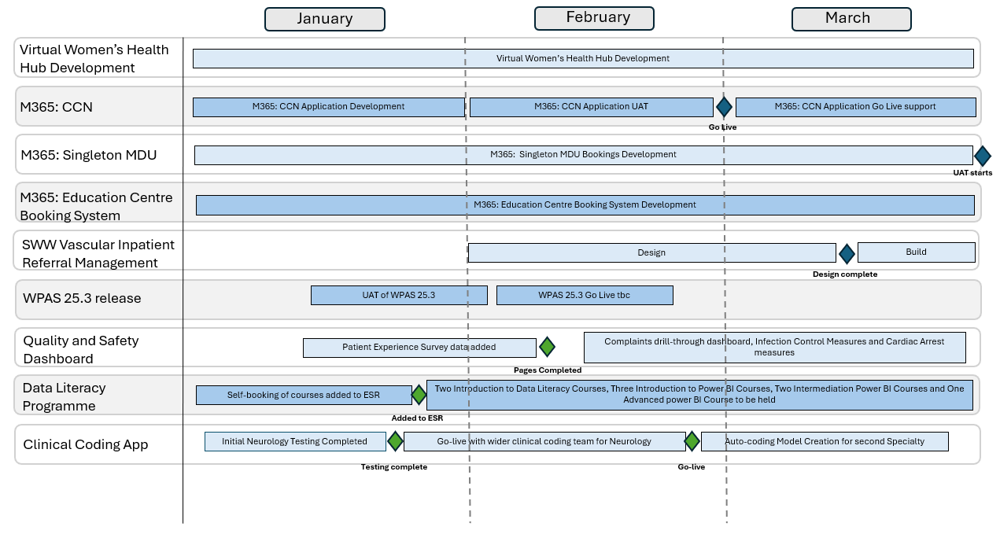 January
February
March
Virtual Women’s Health
Hub Development
Virtual Women’s Health Hub Development
M365: CCN
M365: CCN Application Development
M365: CCN Application UAT
M365: CCN Application Go Live support
Go Live
M365: Singleton MDU
M365:  Singleton MDU Bookings Development
UAT starts
M365: Education Centre
Booking System
M365: Education Centre Booking System Development
SWW Vascular Inpatient
Referral Management
Design
Build
Design complete
WPAS 25.3 release
UAT of WPAS 25.3
WPAS 25.3 Go Live tbc
Quality and Safety
Dashboard
Patient Experience Survey data added
Complaints drill-through dashboard, Infection Control Measures and Cardiac Arrest
measures
Pages Completed
Data Literacy
Programme
Self-booking of courses added to ESR
Two Introduction to Data Literacy Courses, Three Introduction to Power BI Courses, Two Intermediation Power BI Courses and One
Advanced power BI Course to be held
Added to ESR
Clinical Coding App
Initial Neurology Testing Completed
Go-live with wider clinical coding team for Neurology
Auto-coding Model Creation for second Specialty
Testing complete
Go-live